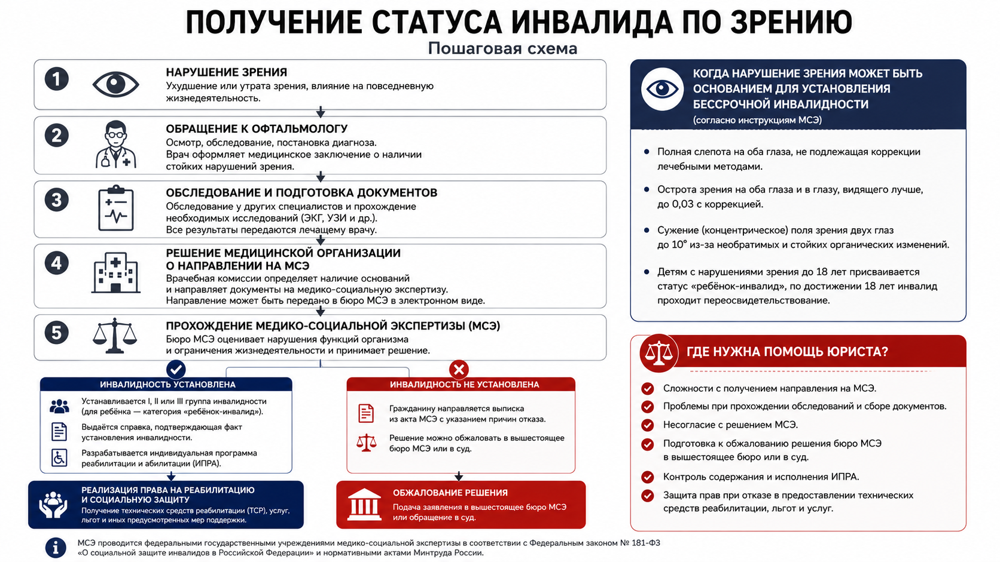 ПОЛУЧЕНИЕ СТАТУСА ИНВАЛИДА ПО ЗРЕНИЮ
Пошаговая схема
1
НАРУШЕНИЕ ЗРЕНИЯ
Ухудшение или утрата зрения, влияние на повседневную
жизнедеятельность.
2
ОБРАЩЕНИЕ К ОФТАЛЬМОЛОГУ
Осмотр, обследование, постановка диагноза.
Врач оформляет медицинское заключение о наличии
стойких нарушений зрения.
3
ОБСЛЕДОВАНИЕ И ПОДГОТОВКА ДОКУМЕНТОВ
Обследование у других специалистов и прохождение
необходимых исследований (ЭКГ, УЗИ и др.).
Все результаты передаются лечащему врачу.
4
РЕШЕНИЕ МЕДИЦИНСКОЙ ОРГАНИЗАЦИИ
О НАПРАВЛЕНИИ НА МСЭ
Врачебная комиссии определяет наличие оснований
и направляет документы на медико-социальную экспертизу.
Направление может быть передано в бюро МСЭ в электронном виде.
5
ПРОХОЖДЕНИЕ МЕДИКО-СОЦИАЛЬНОЙ ЭКСПЕРТИЗЫ (МСЭ)
Бюро МСЭ оценивает нарушения функций организма
и ограничения жизнедеятельности и принимает решение.
ИНВАЛИДНОСТЬ УСТАНОВЛЕНА
Устанавливается I, II или III группа инвалидности
(для ребёнка — категория «ребёнок-инвалид»).
Выдаётся справка, подтверждающая факт
установления инвалидности.
Разрабатывается индивидуальная программа
реабилитации и абилитации (ИПРА).
РЕАЛИЗАЦИЯ ПРАВА НА РЕАБИЛИТАЦИЮ
И СОЦИАЛЬНУЮ ЗАЩИТУ
Получение технических средств реабилитации (ТСР), услуг,
льгот и иных предусмотренных мер поддержки.
ИНВАЛИДНОСТЬ НЕ УСТАНОВЛЕНА
Гражданину направляется выписка
из акта МСЭ с указанием причин отказа.
Решение можно обжаловать в вышестоящее
бюро МСЭ или в суд.
ОБЖАЛОВАНИЕ РЕШЕНИЯ
Подача заявления в вышестоящее бюро МСЭ
или обращение в суд.
КОГДА НАРУШЕНИЕ ЗРЕНИЯ МОЖЕТ БЫТЬ
ОСНОВАНИЕМ ДЛЯ УСТАНОВЛЕНИЯ
БЕССРОЧНОЙ ИНВАЛИДНОСТИ
(согласно инструкциям МСЭ)
• Полная слепота на оба глаза, не подлежащая коррекции
лечебными методами.
• Острота зрения на оба глаза и в глазу, видящего лучше,
до 0,03 с коррекцией.
• Сужение (концентрическое) поля зрения двух глаз
до 10° из-за необратимых и стойких органических изменений.
• Детям с нарушениями зрения до 18 лет присваивается
статус «ребёнок-инвалид», по достижении 18 лет инвалид
проходит переосвидетельствование.
ГДЕ НУЖНА ПОМОЩЬ ЮРИСТА?
Сложности с получением направления на МСЭ.
Проблемы при прохождении обследований и сборе документов.
Несогласие с решением МСЭ.
Подготовка к обжалованию решения бюро МСЭ
в вышестоящее бюро или в суд.
Контроль содержания и исполнения ИПРА.
Защита прав при отказе в предоставлении технических
средств реабилитации, льгот и услуг.
i
МСЭ проводится федеральными государственными учреждениями медико-социальной экспертизы в соответствии с Федеральным законом № 181-ФЗ
«О социальной защите инвалидов в Российской Федерации» и нормативными актами Минтруда России.